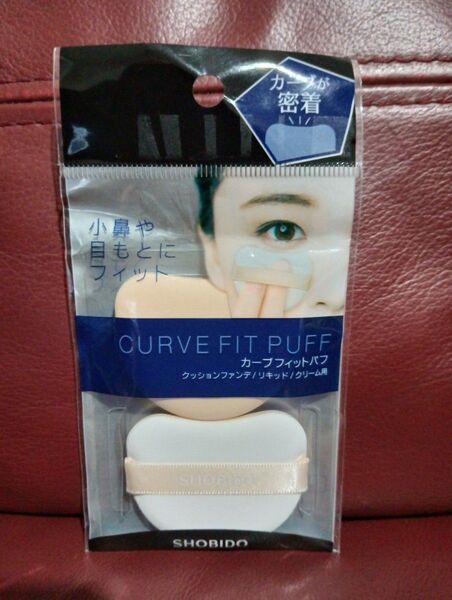 カーブが
密着
小鼻や
目もとに
フィット
CURVE FIT PUFF
カーブフィットパフ
クッションファンデ/リキッド/クリーム用
SHOBIDO
SHOBIDO